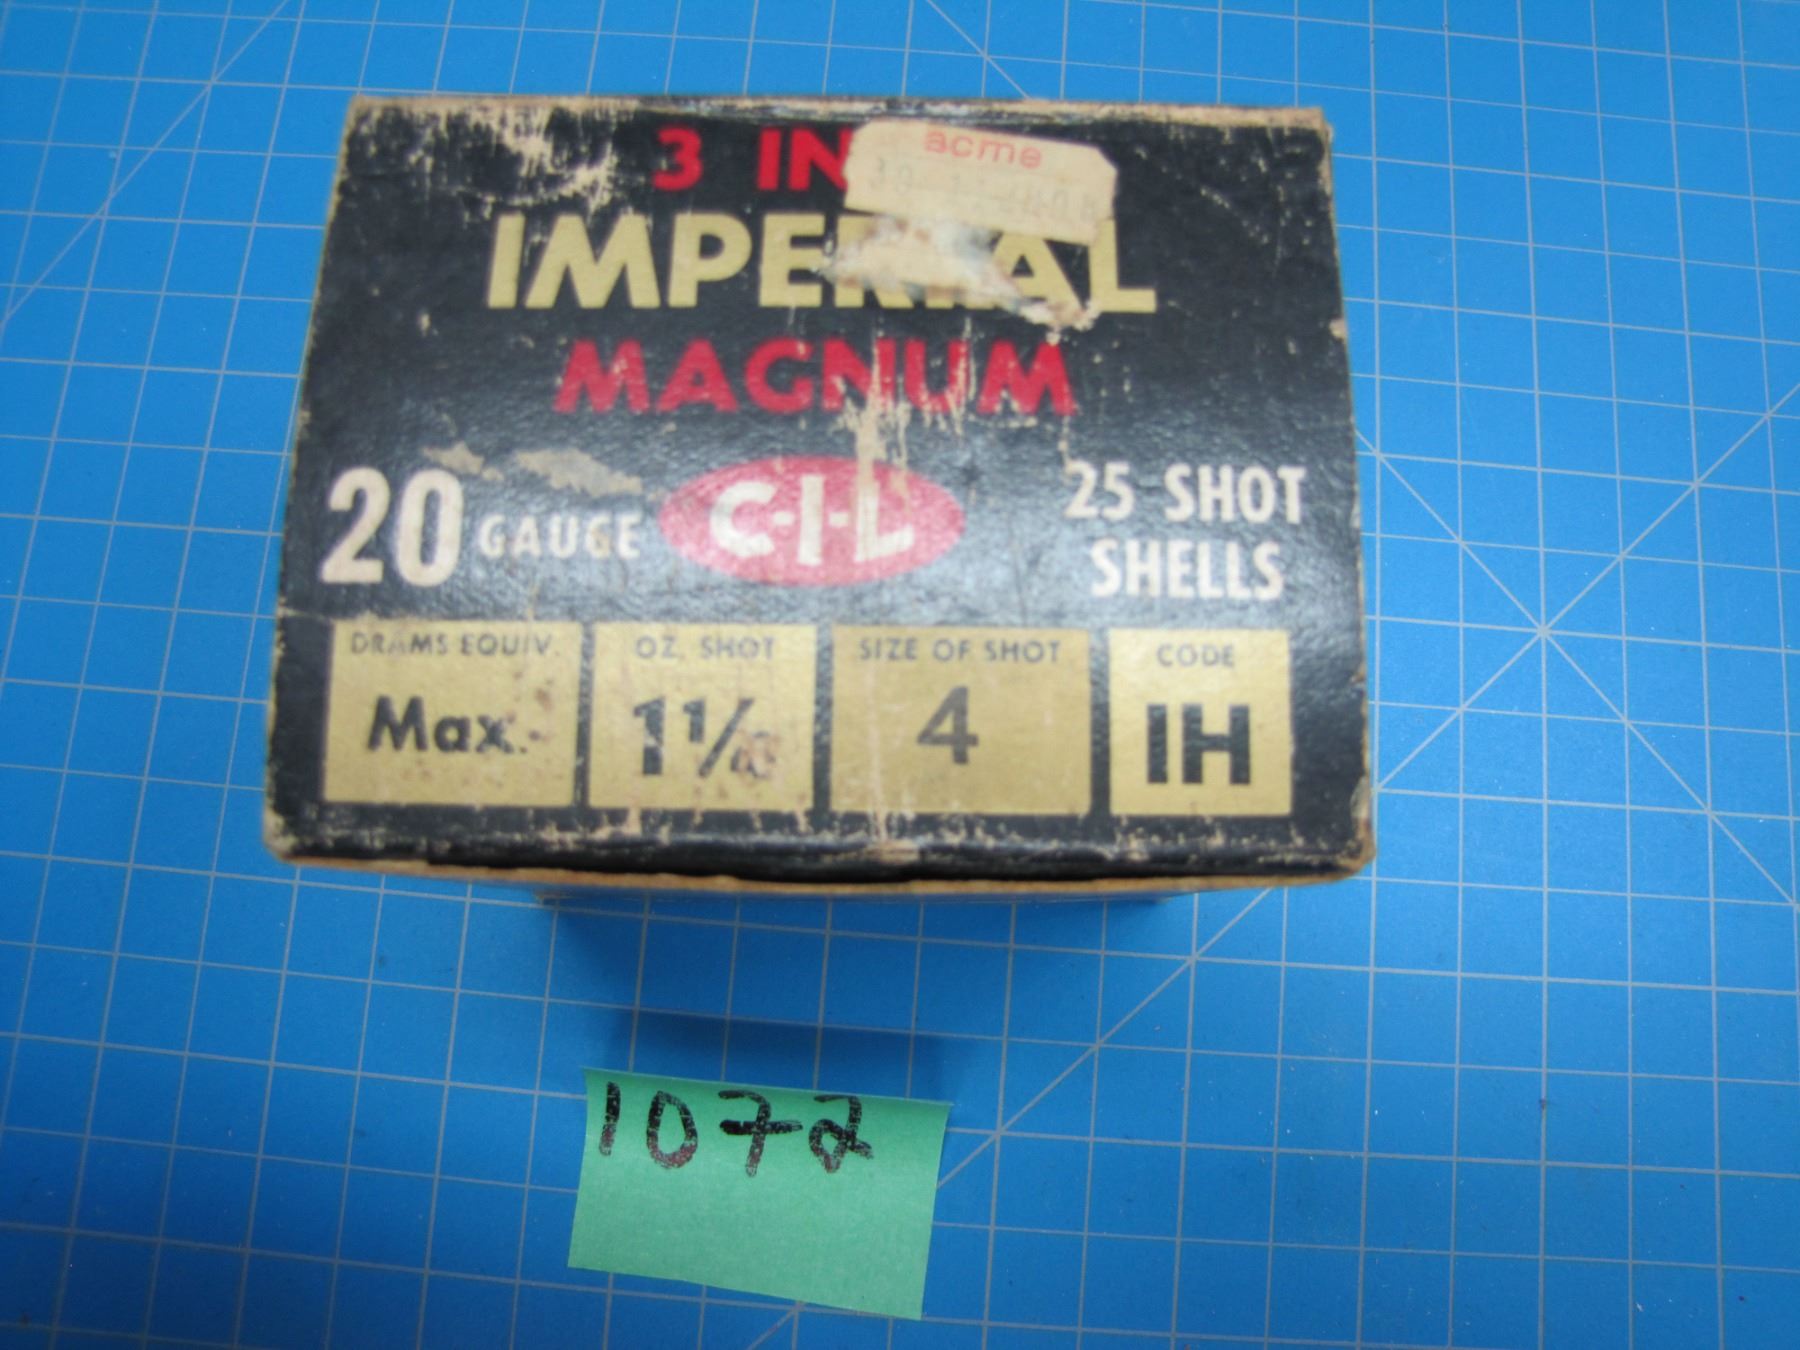 3 IN
acme
IMPERIAL
MAGNUM
20 GAUGE
C-I-L
25 SHOT
SHELLS
DRAMS EQUIV.
Max.
OZ. SHOT
SIZE OF SHOT
4
CODE
IH
1072